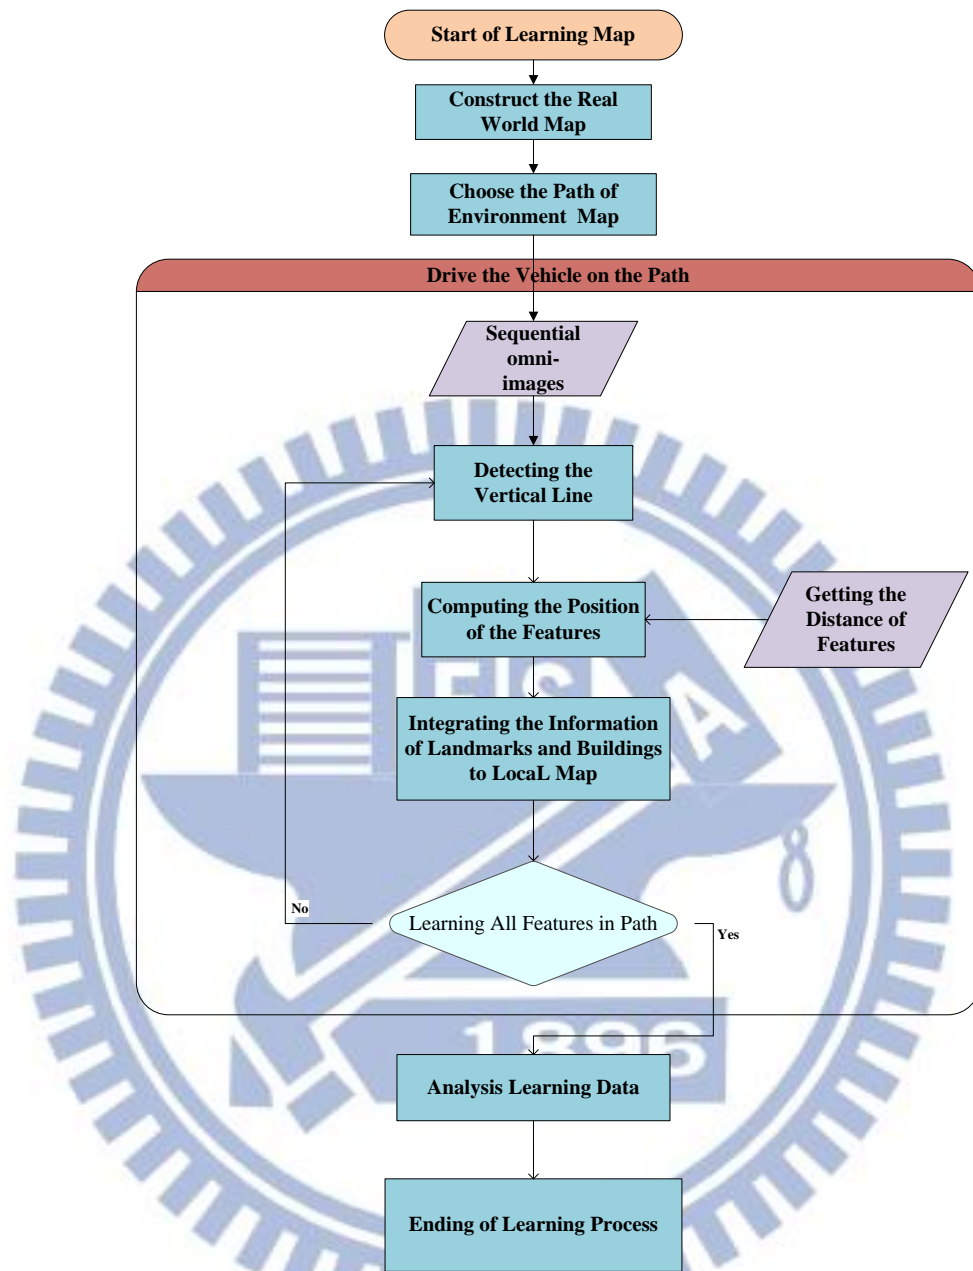 Start of Learning Map
Construct the Real
World Map
Choose the Path of
Environment Map
Drive the Vehicle on the Path
Sequential
omni-
images
Detecting the
Vertical Line
Computing the Position
of the Features
Getting the
Distance of
Features
ESA
Integrating the Information
of Landmarks and Buildings
to LocaL Map
No
Learning All Features in Path
Yes
1896
Analysis Learning Data
Ending of Learning Process